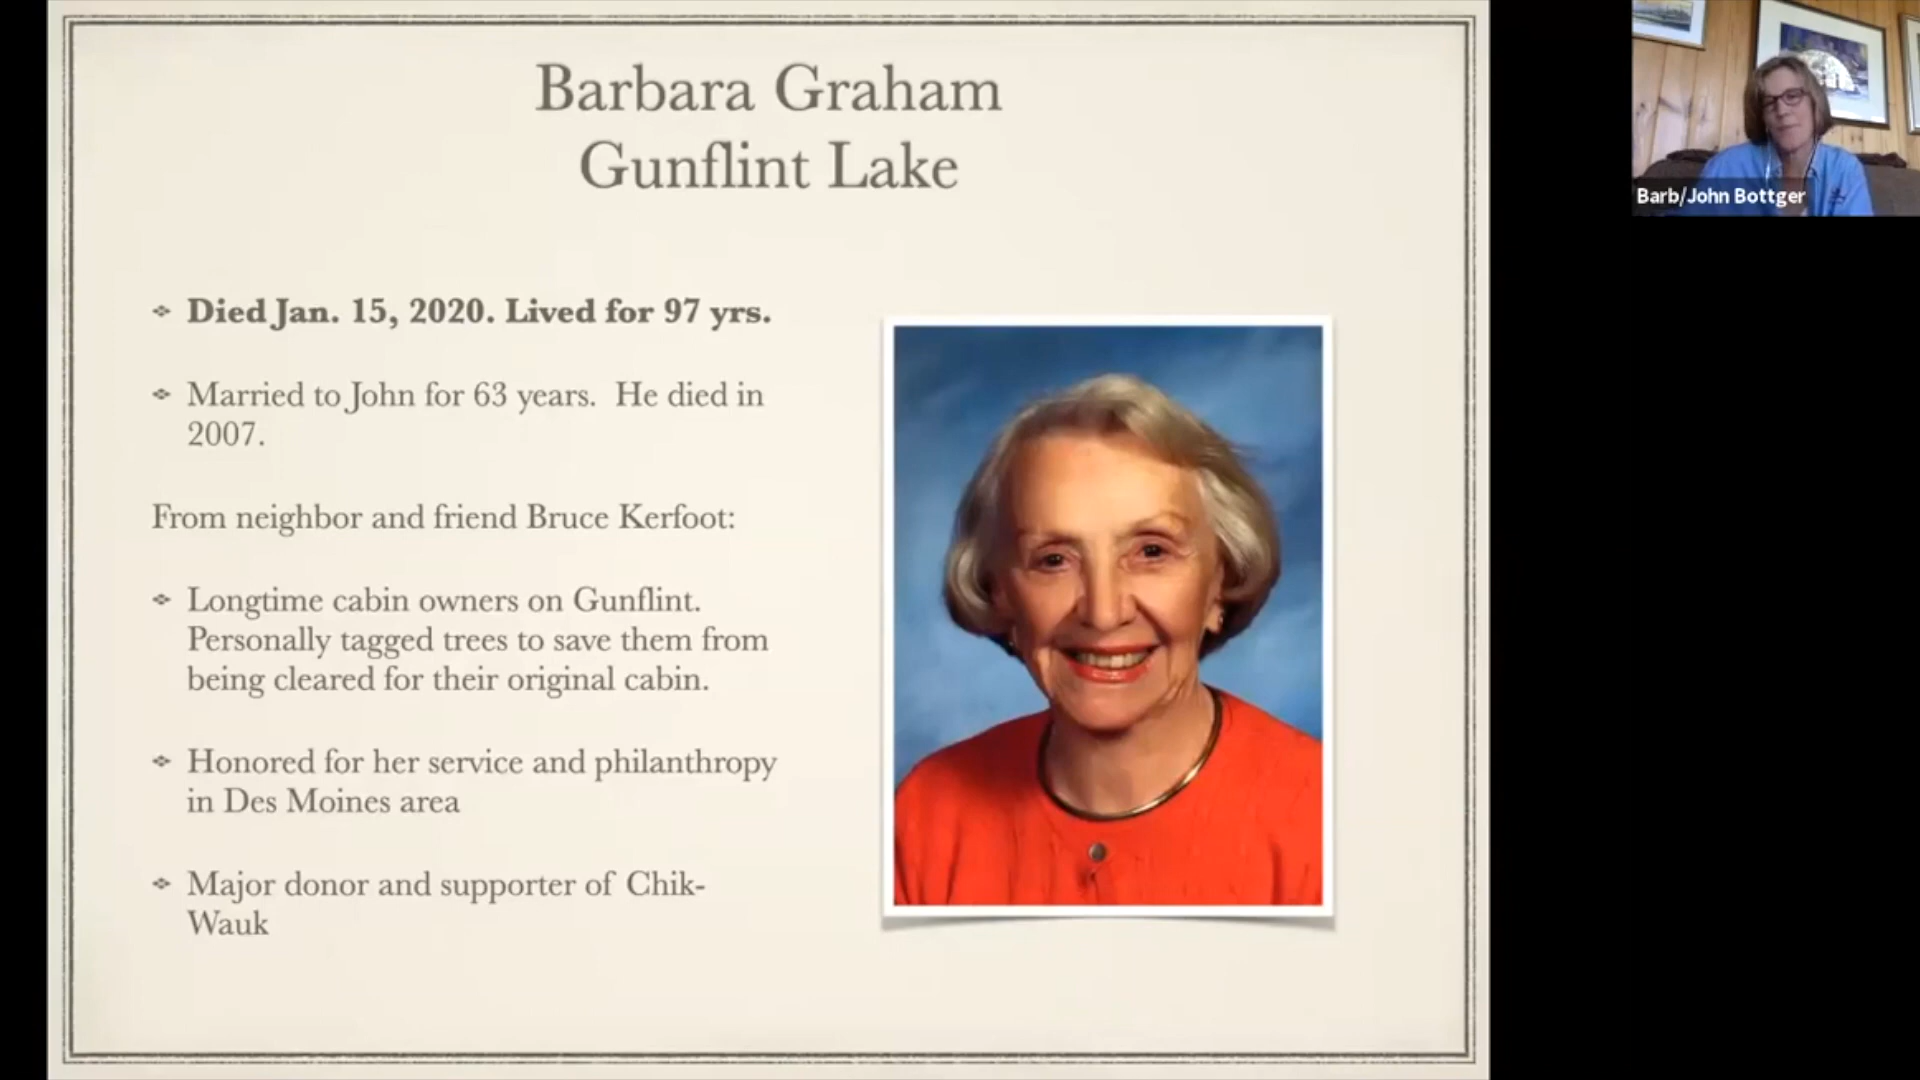 Barbara Graham
Gunflint Lake
Died Jan. 15, 2020. Lived for 97 yrs.
Married to John for 63 years.  He died in
2007.
From neighbor and friend Bruce Kerfoot:
Longtime cabin owners on Gunflint.
Personally tagged trees to save them from
being cleared for their original cabin.
Honored for her service and philanthropy
in Des Moines area
Major donor and supporter of Chik-
Wauk
Barb/John Bottger